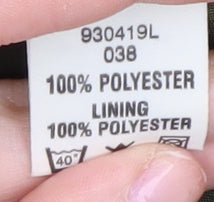 930419L
038
100% POLYESTER
LINING
100% POLYESTER
40°